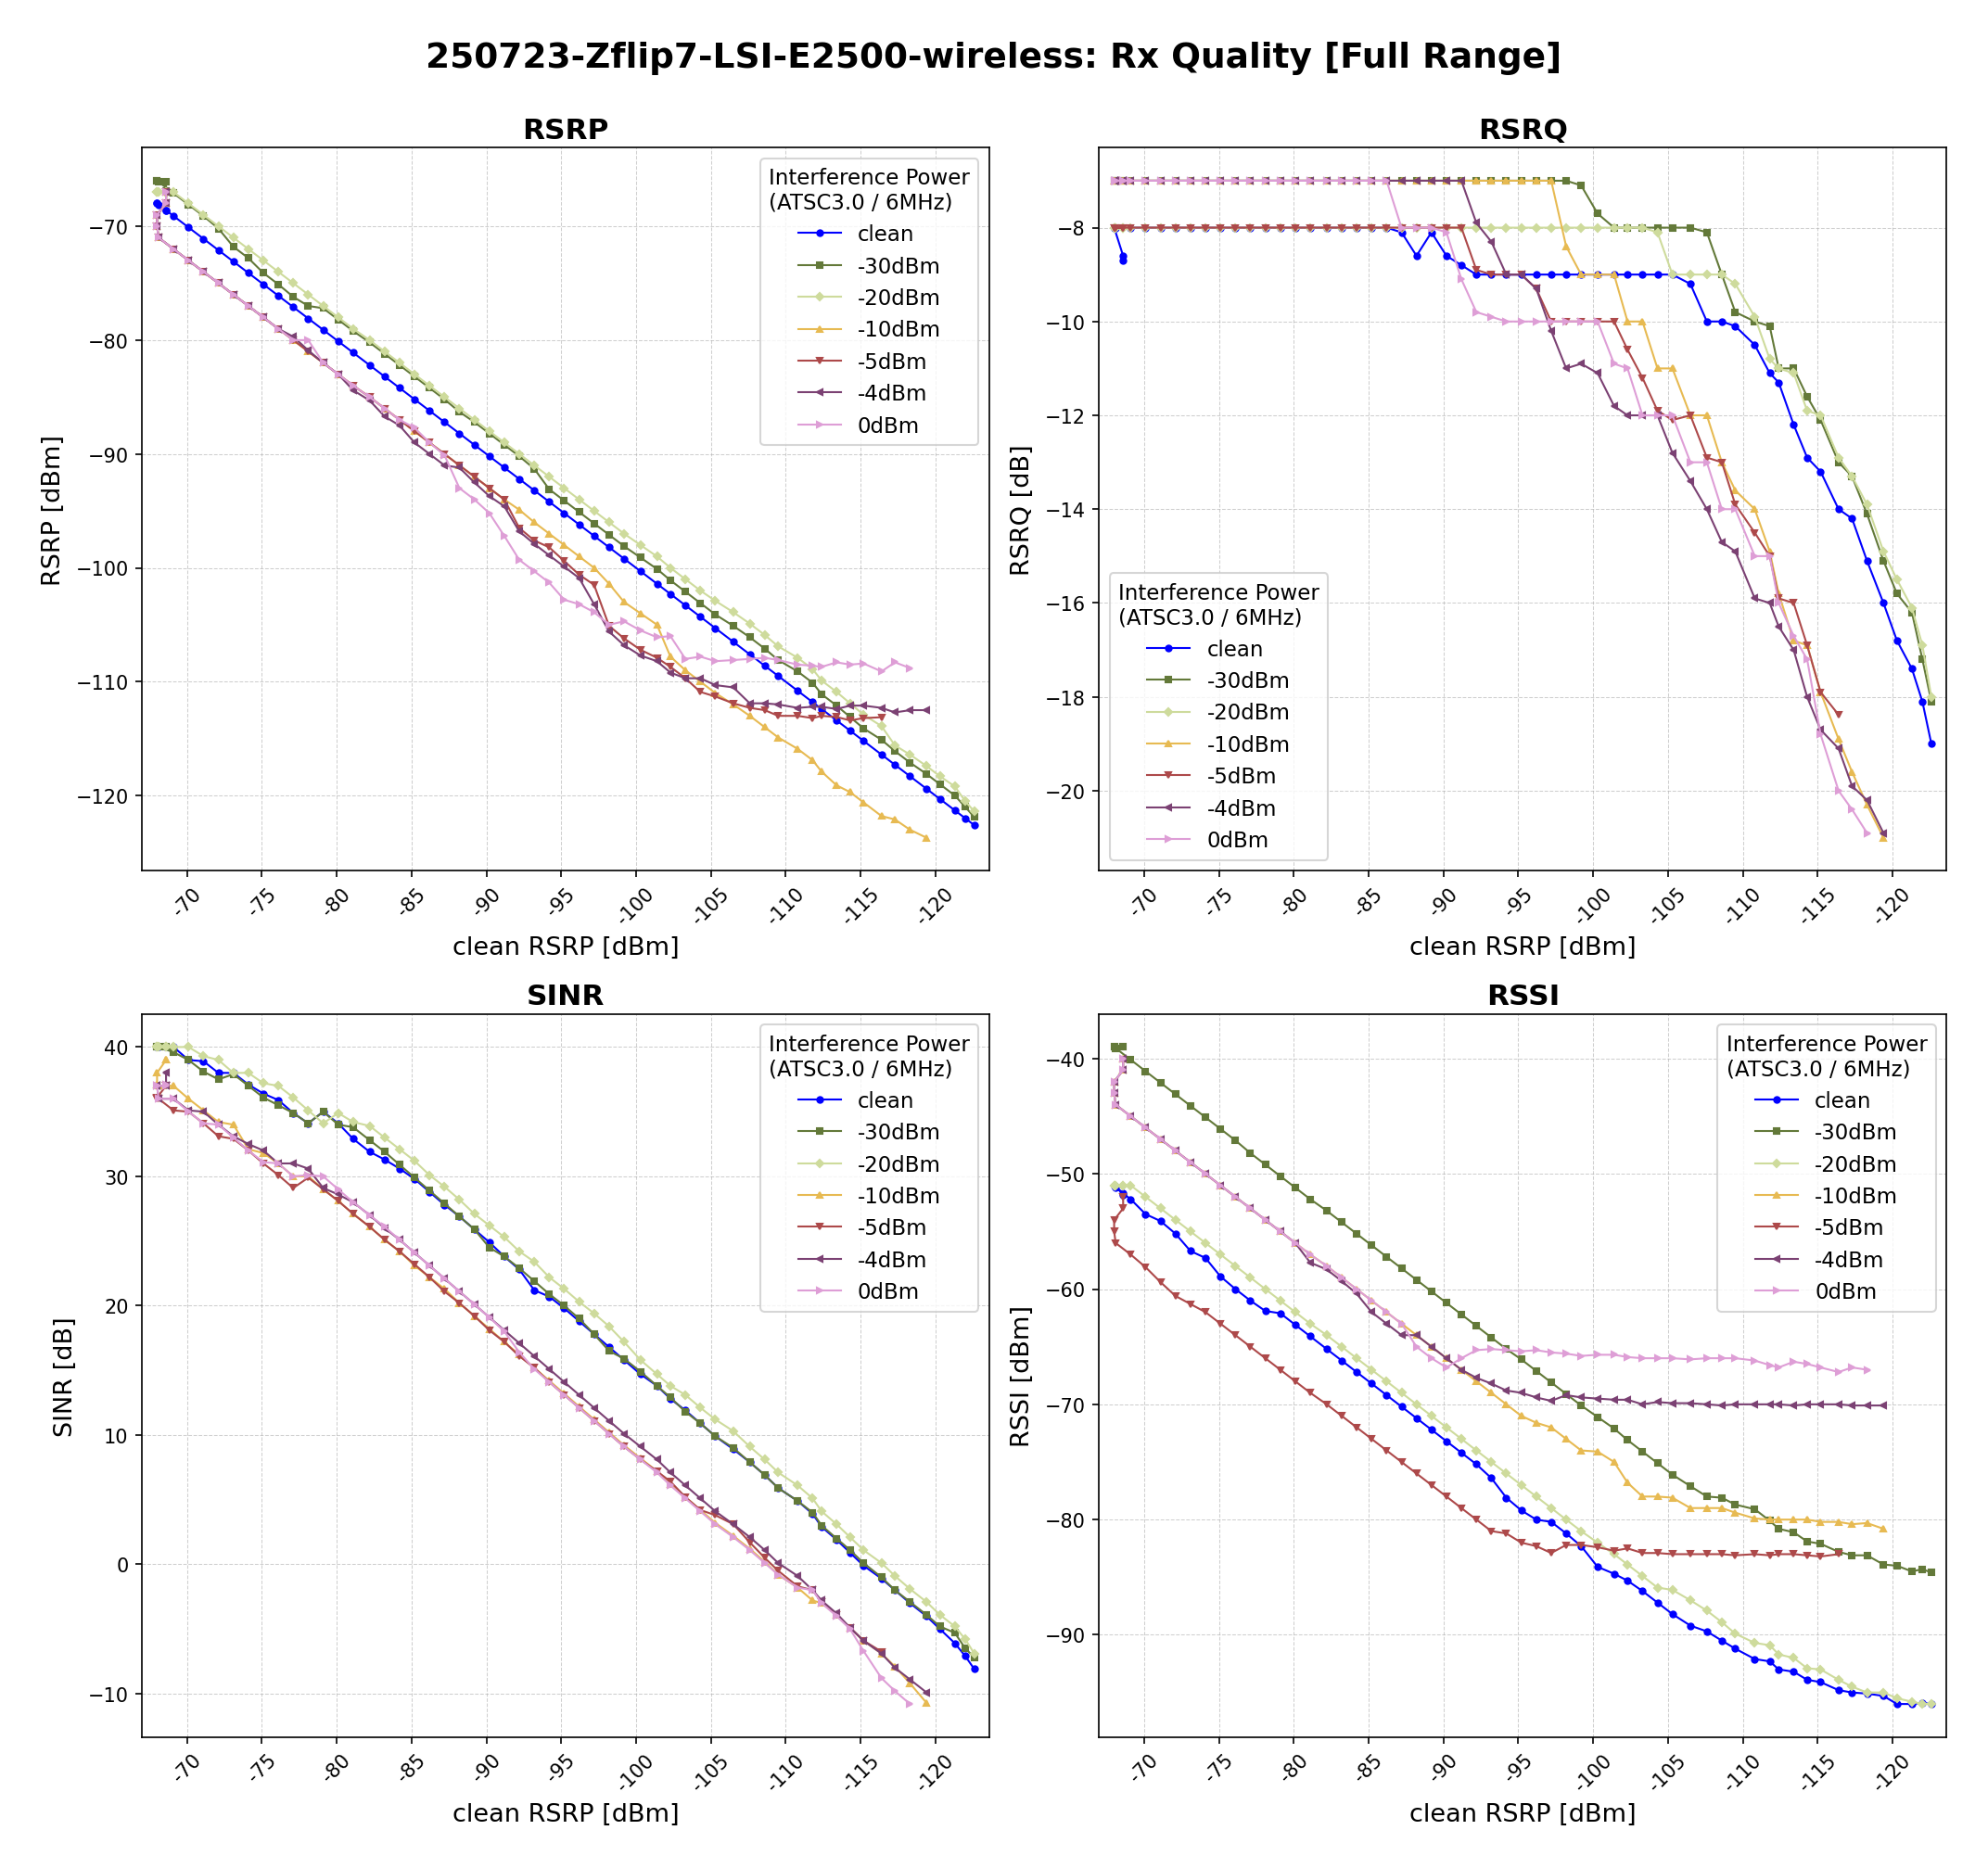 250723-Zflip7-LSI-E2500-wireless: Rx Quality [Full Range]
RSRP
RSRP [dBm]
−70
−80
−90
−100
−110
−120
Interference Power
(ATSC3.0 / 6MHz)
clean
-30dBm
-20dBm
-10dBm
-5dBm
-4dBm
0dBm
-70
-75
-80
-85
-90
-95
-100
-105
-110
-115
-120
clean RSRP [dBm]
RSRQ
RSRQ [dB]
−8
−10
−12
−14
−16
−18
−20
Interference Power
(ATSC3.0 / 6MHz)
clean
-30dBm
-20dBm
-10dBm
-5dBm
-4dBm
0dBm
-70
-75
-80
-85
-90
-95
-100
-105
-110
-115
-120
clean RSRP [dBm]
SINR
SINR [dB]
40
30
20
10
0
−10
Interference Power
(ATSC3.0 / 6MHz)
clean
-30dBm
-20dBm
-10dBm
-5dBm
-4dBm
0dBm
-70
-75
-80
-85
-90
-95
-100
-105
-110
-115
-120
clean RSRP [dBm]
RSSI
RSSI [dBm]
−40
−50
−60
−70
−80
−90
Interference Power
(ATSC3.0 / 6MHz)
clean
-30dBm
-20dBm
-10dBm
-5dBm
-4dBm
0dBm
-70
-75
-80
-85
-90
-95
-100
-105
-110
-115
-120
clean RSRP [dBm]